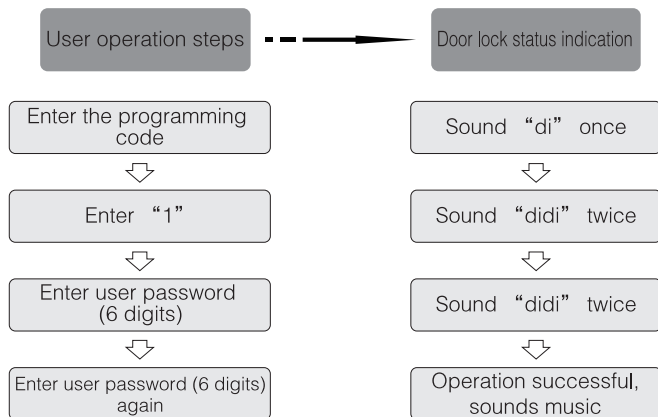 User operation steps
Door lock status indication
Enter the programming
code
Sound “di” once
Enter “1”
Sound “didi” twice
Enter user password
(6 digits)
Sound “didi” twice
Enter user password (6 digits)
again
Operation successful,
sounds music